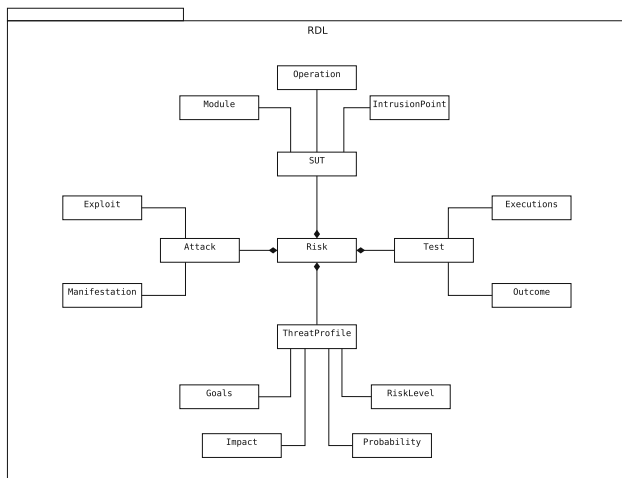 RDL
Operation
Module
IntrusionPoint
SUT
Exploit
Executions
Attack
Risk
Test
Manifestation
Outcome
ThreatProfile
Goals
RiskLevel
Impact
Probability